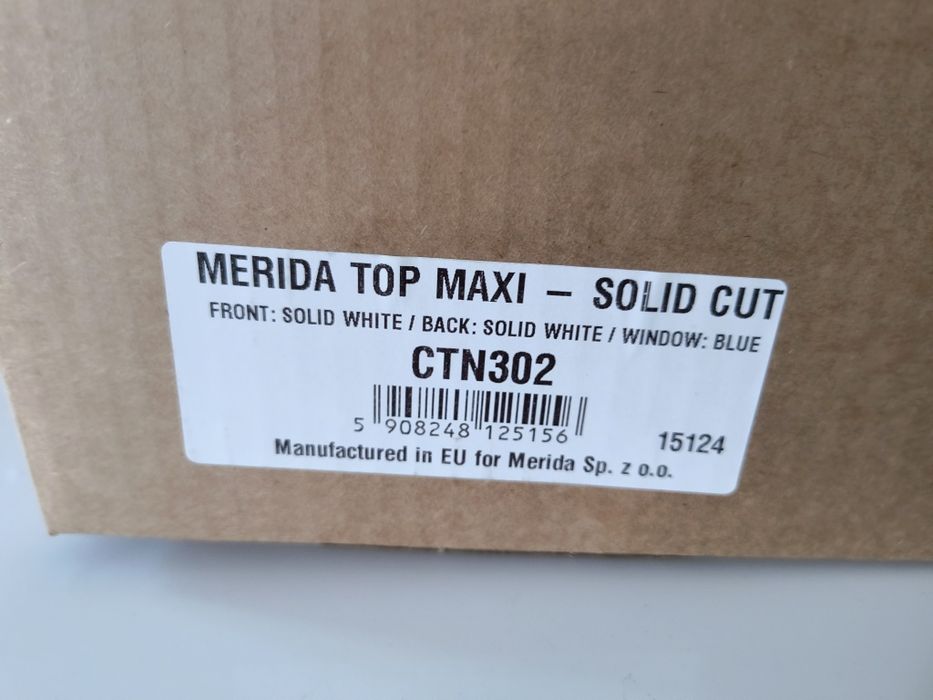 MERIDA TOP MAXI – SOLID CUT
FRONT: SOLID WHITE / BACK: SOLID WHITE / WINDOW: BLUE
CTN302
5 908248 125156
15124
Manufactured in EU for Merida Sp. z o.o.